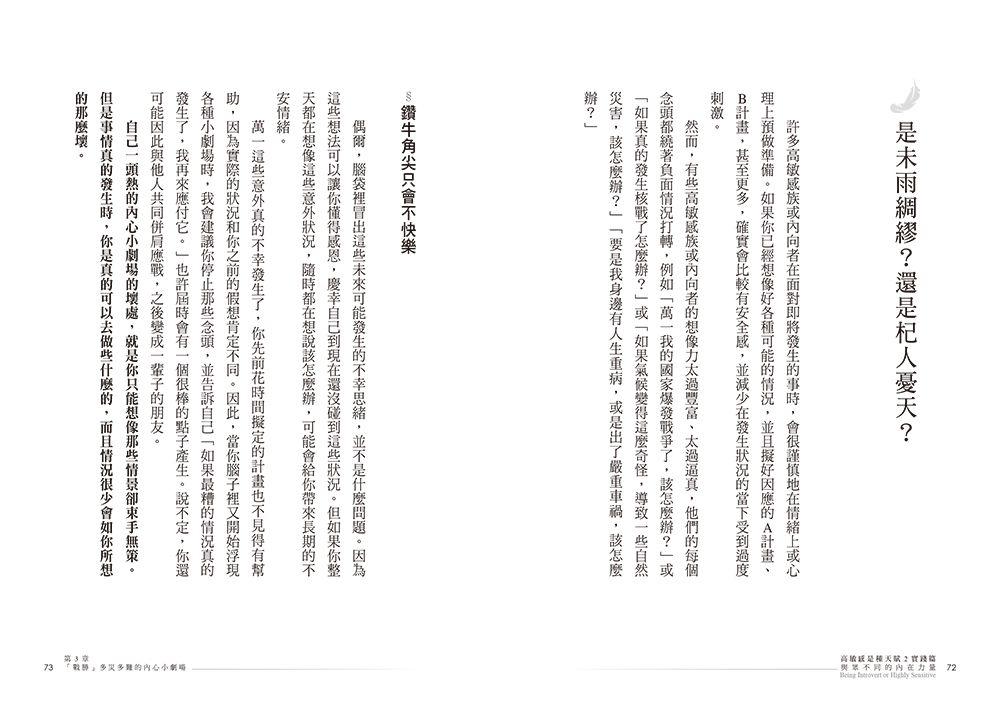 是未雨綢繆？還是杞人憂天？
許多高敏感族或內向者在面對即將發生的事時，會很謹慎地在情緒上或心
理上預做準備。如果你已經想像好各種可能的情況，並且擬好因應的A計畫、
B計畫，甚至更多，確實會比較有安全感，並減少在發生狀況的當下受到過度
刺激。
然而，有些高敏感族或內向者的想像力太過豐富、太過逼真，他們的每個
念頭都繞著負面情況打轉，例如「萬一我的國家爆發戰爭了，該怎麼辦？」或
「如果真的發生核戰了怎麼辦？」或「如果氣候變得這麼奇怪，導致一些自然
災害，該怎麼辦？」「要是我身邊有人生重病，或是出了嚴重車禍，該怎麼
辦？」
§鑽牛角尖只會不快樂
偶爾，腦袋裡冒出這些未來可能發生的不幸思緒，並不是什麼問題。因為
這些想法可以讓你懂得感恩，慶幸自己到現在還沒碰到這些狀況。但如果你整
天都在想像這些意外狀況，隨時都在想說該怎麼辦，可能會給你帶來長期的不
安情緒。
萬一這些意外真的不幸發生了，你先前花時間擬定的計畫也不見得有幫
助，因為實際的狀況和你之前的假想肯定不同。因此，當你腦子裡又開始浮現
各種小劇場時，我會建議你停止那些念頭，並告訴自己「如果最糟的情況真的
發生了，我再來應付它。」也許屆時會有一個很棒的點子產生。說不定，你還
可能因此與他人共同併肩應戰，之後變成一輩子的朋友。
自己一頭熱的內心小劇場的壞處，就是你只能想像那些情景卻束手無策。
但是事情真的發生時，你是真的可以去做些什麼的，而且情況很少會如你所想
的那麼壞。
高敏感是種天賦2實踐篇
與眾不同的內在力量
Being Introvert or Highly Sensitive
72
第3章
「戰勝」多災多難的內心小劇場
73